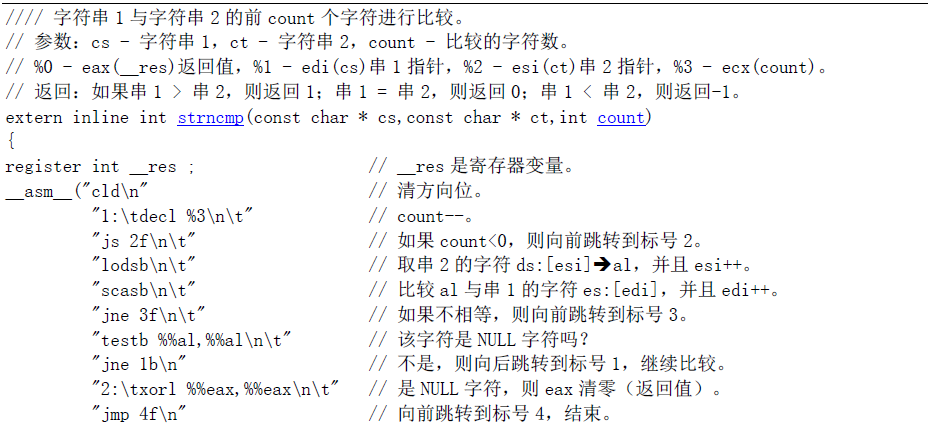 //// 字符串 1 与字符串 2 的前 count 个字符进行比较。
// 参数：cs - 字符串 1，ct - 字符串 2，count - 比较的字符数。
// %0 - eax(__res)返回值，%1 - edi(cs)串 1 指针，%2 - esi(ct)串 2 指针，%3 - ecx(count)。
// 返回：如果串 1 > 串 2，则返回 1；串 1 = 串 2，则返回 0；串 1 < 串 2，则返回-1。
extern inline int strncmp(const char * cs,const char * ct,int count)
{
register int __res ; // __res 是寄存器变量。
__asm__("cld\n" // 清方向位。
"1:\tdecl %3\n\t" // count--。
"js 2f\n\t" // 如果 count<0，则向前跳转到标号 2。
"lodsb\n\t" // 取串 2 的字符 ds:[esi]➔al，并且 esi++。
"scasb\n\t" // 比较 al 与串 1 的字符 es:[edi]，并且 edi++。
"jne 3f\n\t" // 如果不相等，则向前跳转到标号 3。
"testb %%al,%%al\n\t" // 该字符是 NULL 字符吗？
"jne 1b\n" // 不是，则向后跳转到标号 1，继续比较。
"2:\txorl %%eax,%%eax\n\t" // 是 NULL 字符，则 eax 清零（返回值）。
"jmp 4f\n" // 向前跳转到标号 4，结束。